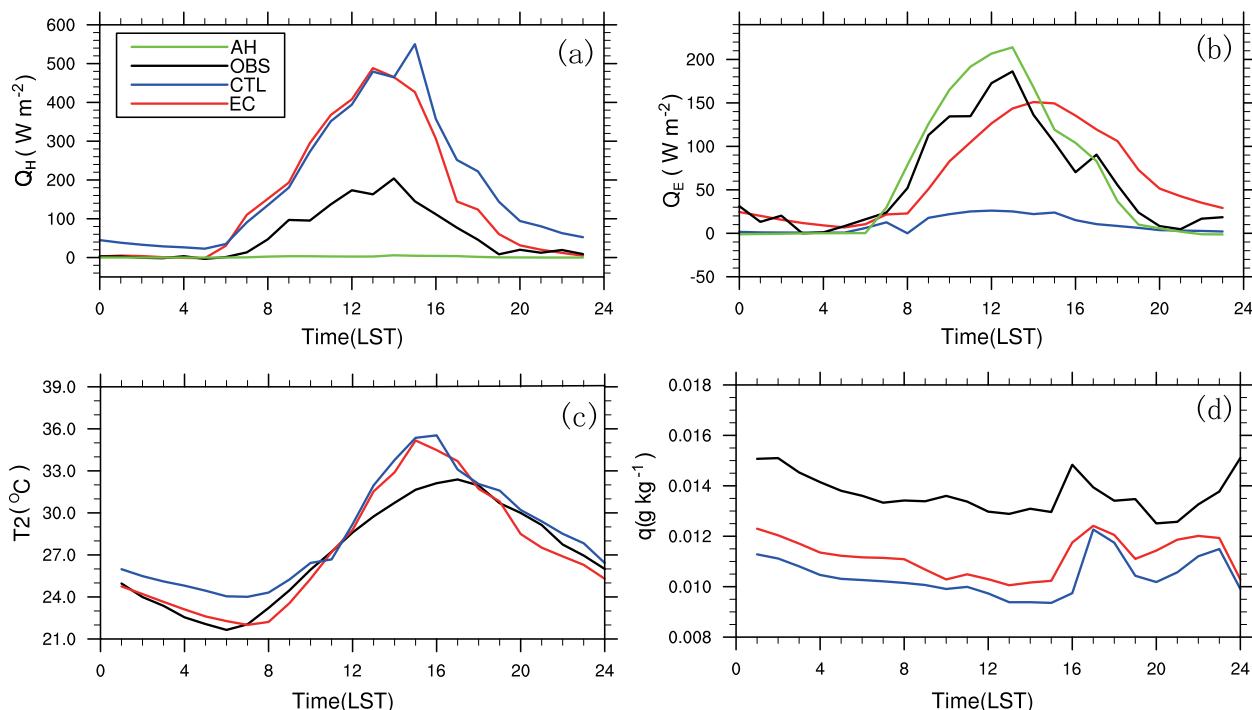 600
500
400
300
200
100
0
Q_H ( W m⁻²)
AH
OBS
CTL
EC
(a)
0 4 8 12 16 20 24
Time(LST)
200
150
100
50
0
-50
Q_E ( W m⁻²)
(b)
0 4 8 12 16 20 24
Time(LST)
39.0
36.0
33.0
30.0
27.0
24.0
21.0
T2( °C)
(c)
0 4 8 12 16 20 24
Time(LST)
0.018
0.016
0.014
0.012
0.010
0.008
q(g kg⁻¹)
(d)
0 4 8 12 16 20 24
Time(LST)